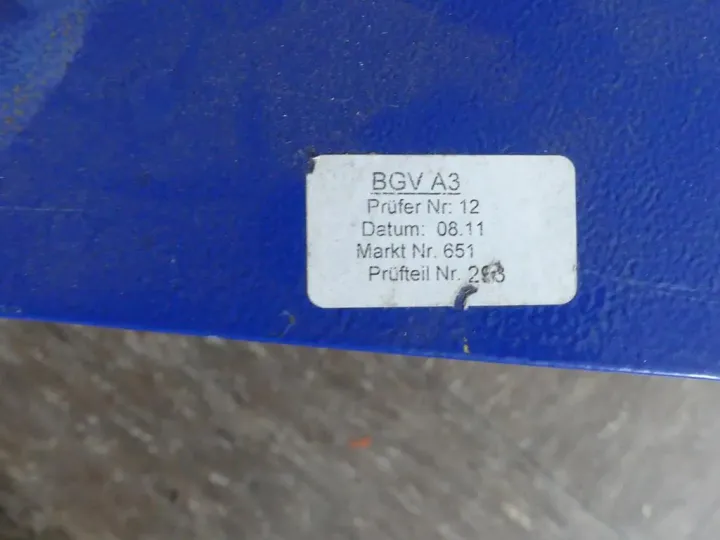 BGV A3
Prüfer Nr: 12
Datum: 08.11
Markt Nr. 651
Prüfteil Nr.